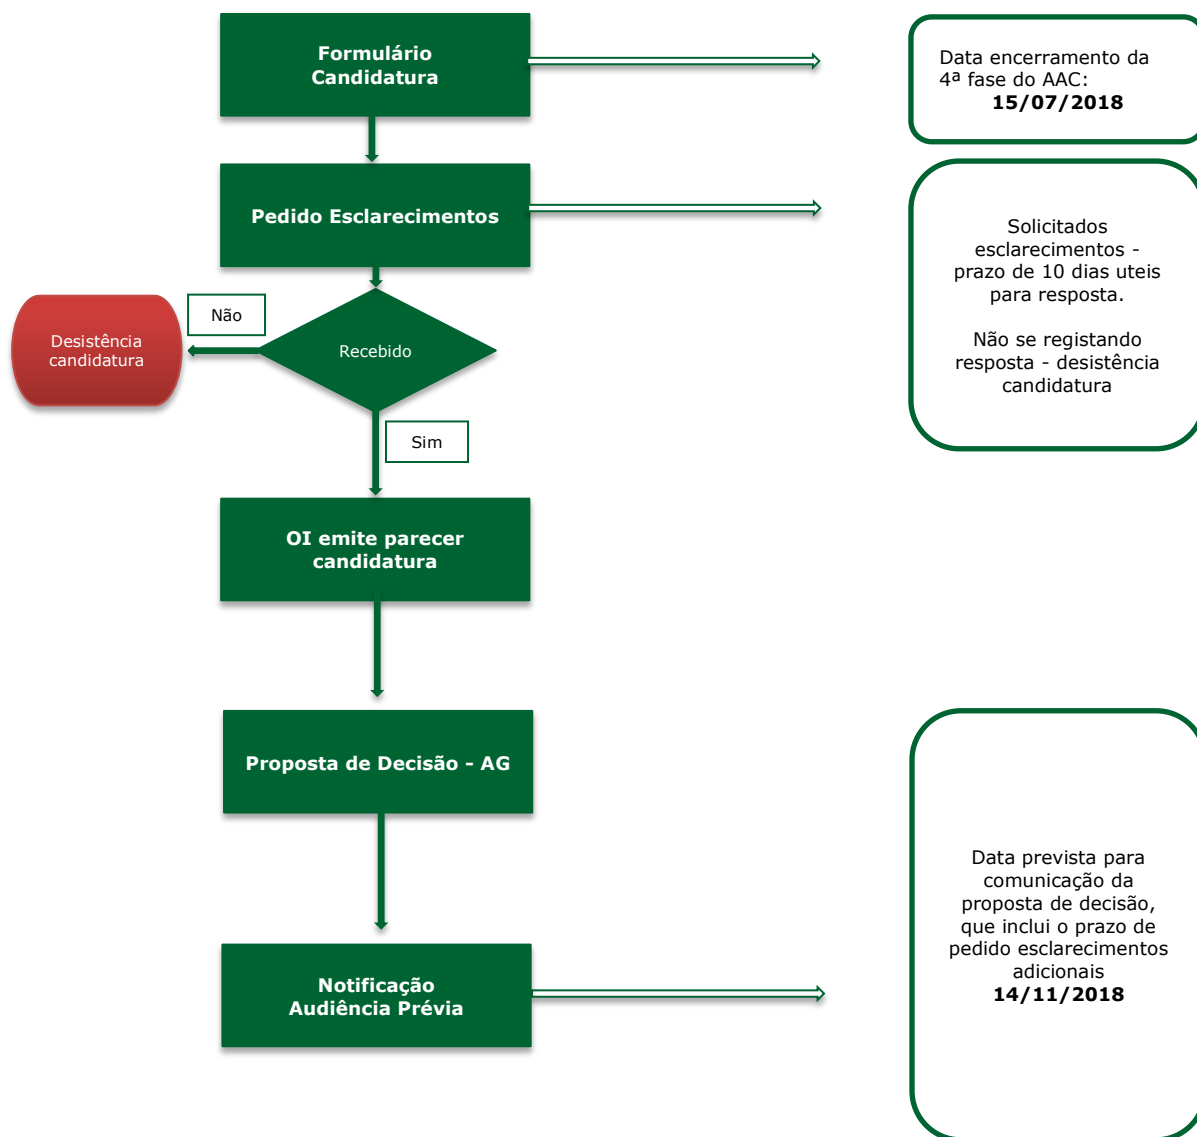 Formulário
Candidatura
Data encerramento da
4ª fase do AAC:
15/07/2018
Pedido Esclarecimentos
Solicitados
esclarecimentos -
prazo de 10 dias uteis
para resposta.
Não se registando
resposta - desistência
candidatura
Não
Desistência
candidatura
Recebido
Sim
OI emite parecer
candidatura
Proposta de Decisão - AG
Notificação
Audiência Prévia
Data prevista para
comunicação da
proposta de decisão,
que inclui o prazo de
pedido esclarecimentos
adicionais
14/11/2018